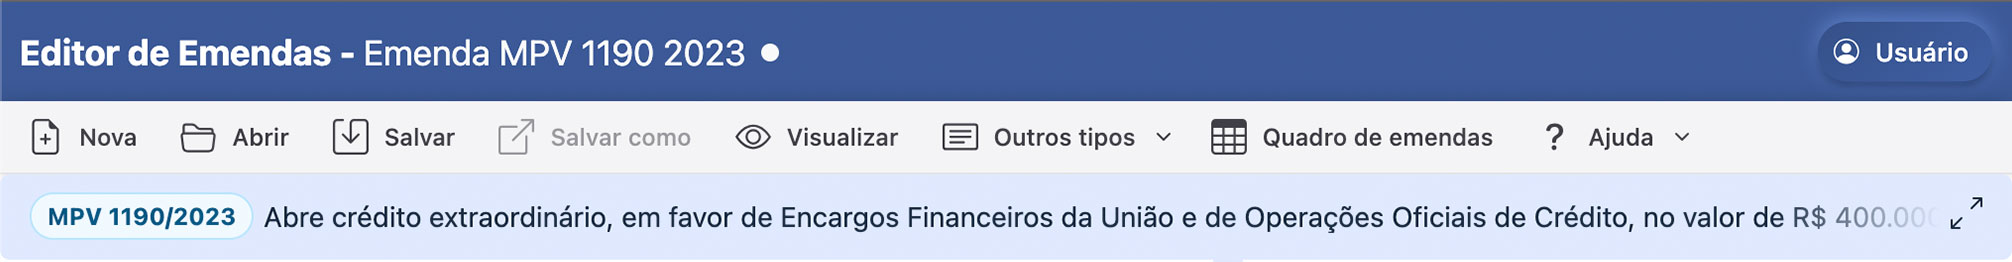 Editor de Emendas - Emenda MPV 1190 2023 Usuário
Nova Abrir Salvar Salvar como Visualizar Outros tipos Quadro de emendas ? Ajuda
MPV 1190/2023 Abre crédito extraordinário, em favor de Encargos Financeiros da União e de Operações Oficiais de Crédito, no valor de R$ 400.000